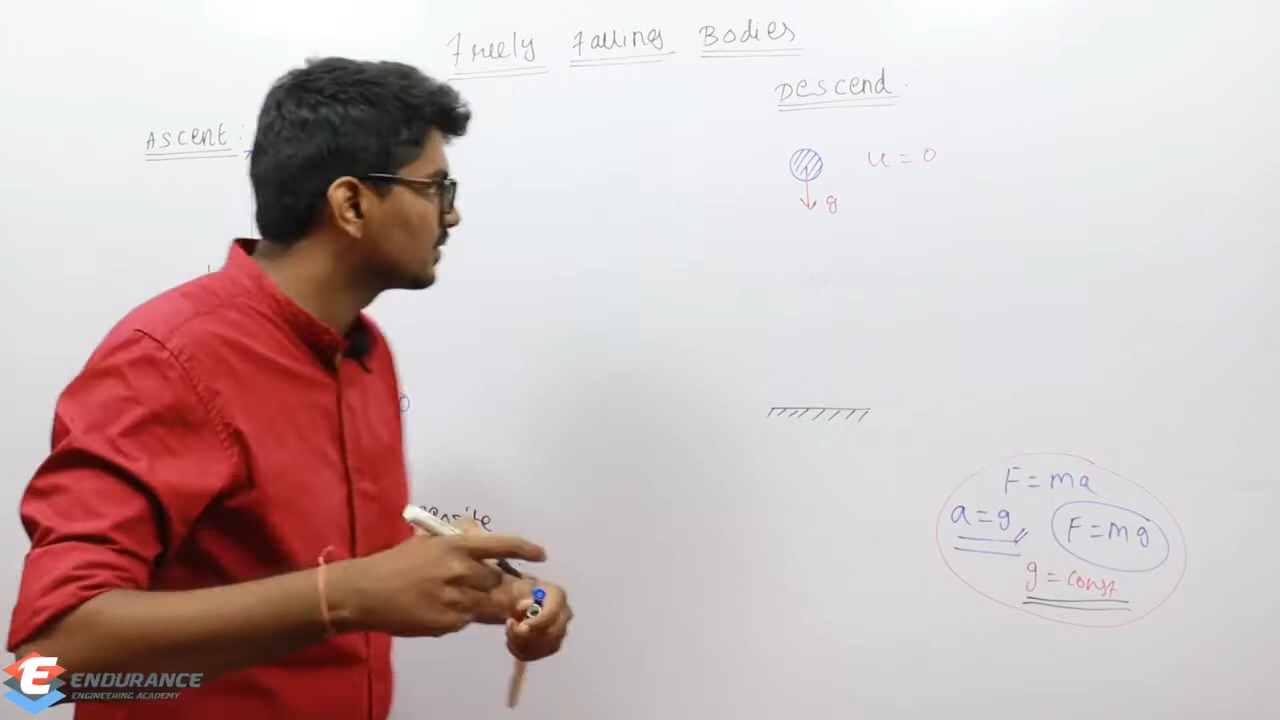 Freely Falling Bodies
Descend.
Ascent:
u = 0
g
F = ma
a = g
F = mg
g = const
E ENDURANCE
ENGINEERING ACADEMY